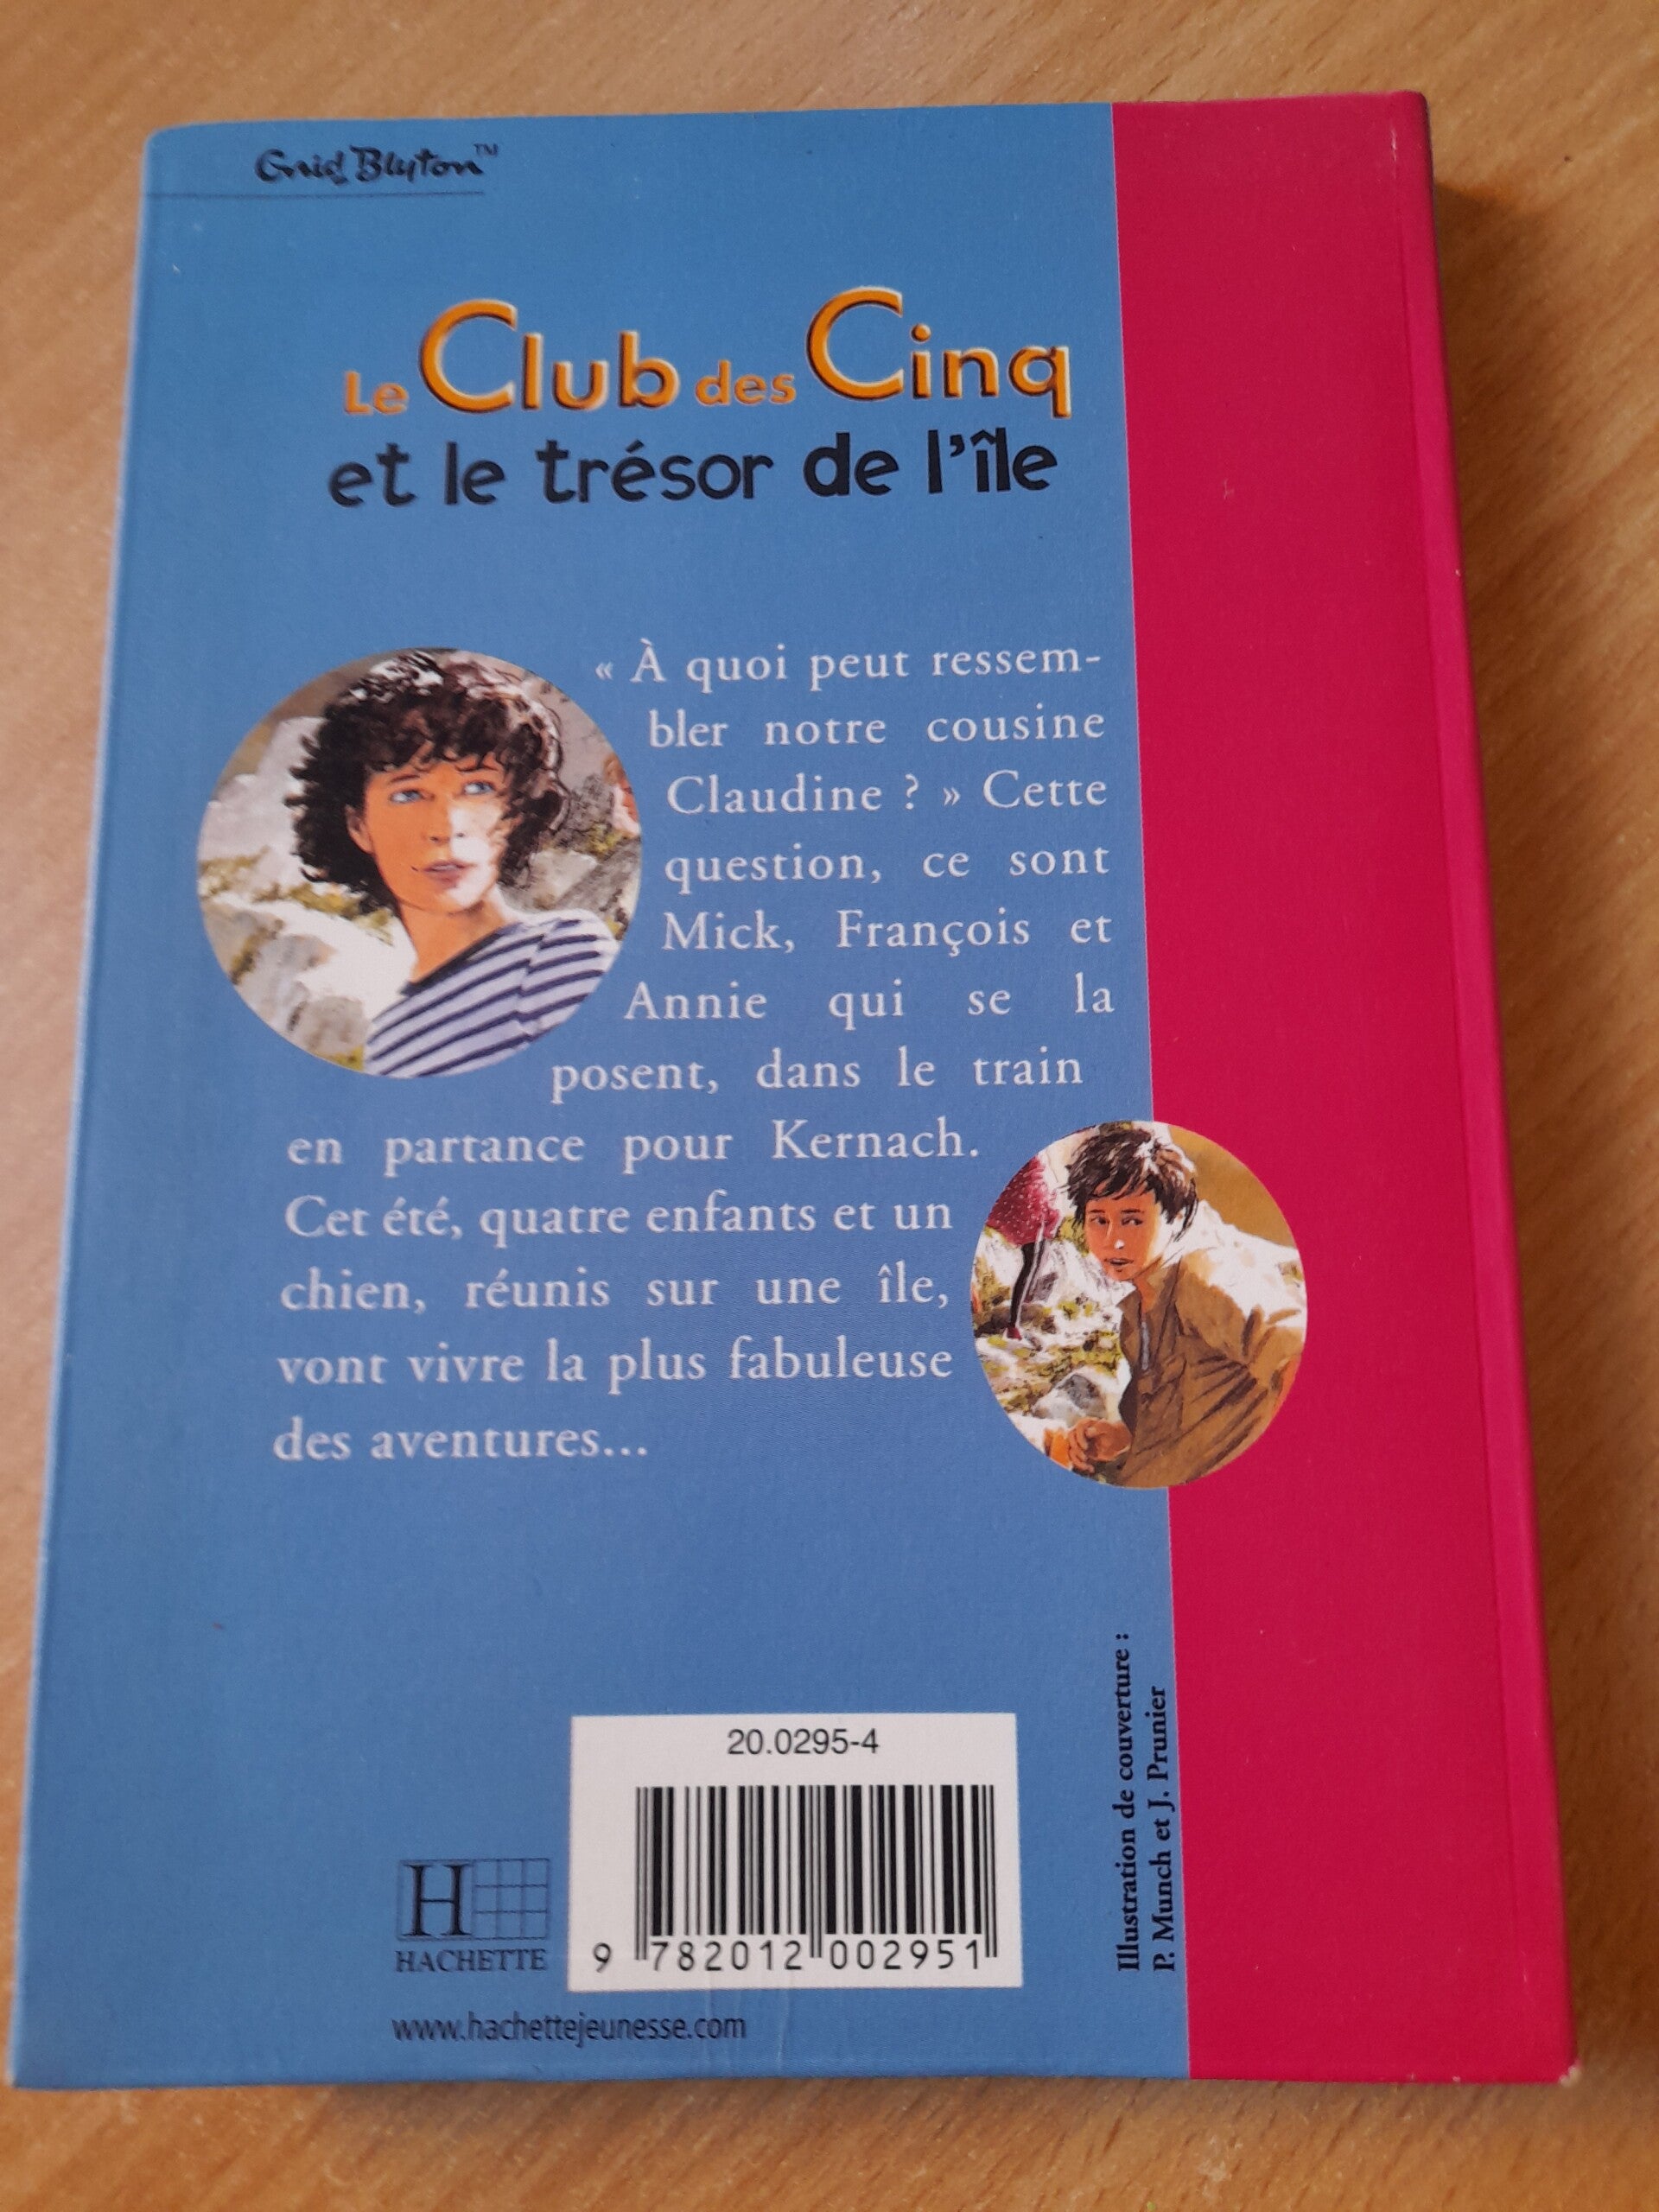 Enid Blyton™
Le Club des Cinq
et le trésor de l'île
« À quoi peut ressem-
bler notre cousine
Claudine ? » Cette
question, ce sont
Mick, François et
Annie qui se la
posent, dans le train
en partance pour Kernach.
Cet été, quatre enfants et un
chien, réunis sur une île,
vont vivre la plus fabuleuse
des aventures...
Illustration de couverture :
P. Munch et J. Prunier
20.0295-4
9 782012 002951
H
HACHETTE
www.hachettejeunesse.com